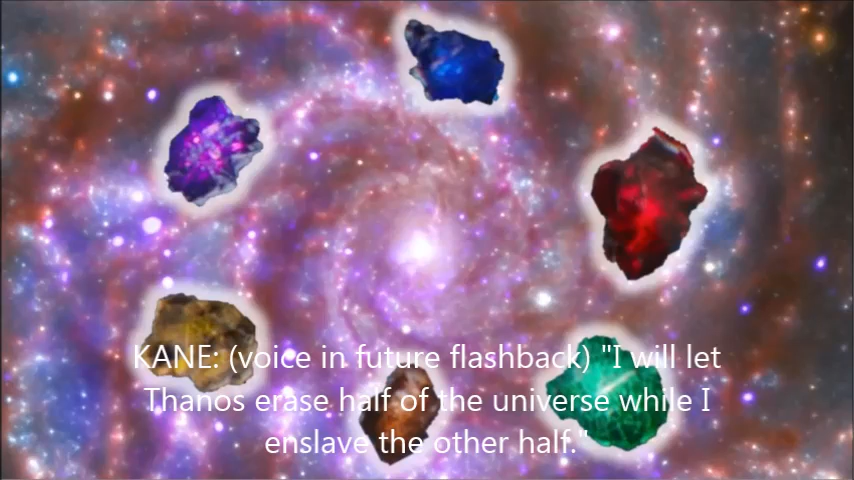 KANE: (voice in future flashback) "I will let
Thanos erase half of the universe while I
enslave the other half."